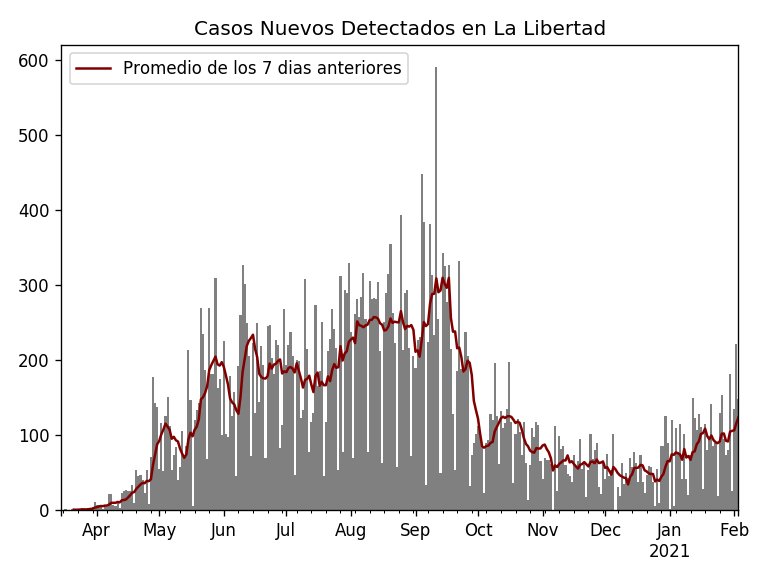 Casos Nuevos Detectados en La Libertad
Promedio de los 7 dias anteriores
600
500
400
300
200
100
0
Apr May Jun Jul Aug Sep Oct Nov Dec Jan Feb
2021